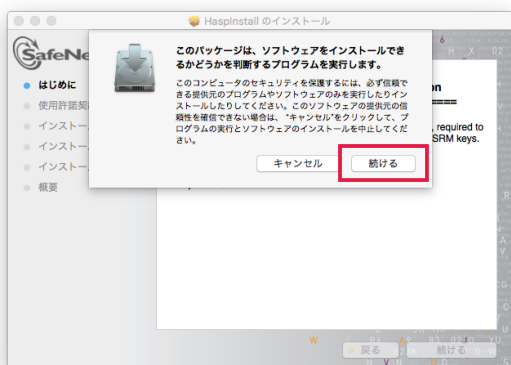 HaspInstall のインストール
SafeNe
このパッケージは、ソフトウェアをインストールでき
るかどうかを判断するプログラムを実行します。
このコンピュータのセキュリティを保護するには、必ず信頼で
きる提供元のプログラムやソフトウェアのみを実行したりイン
ストールしたりしてください。このソフトウェアの提供元の信
頼性を確信できない場合は、“キャンセル”をクリックして、プ
ログラムの実行とソフトウェアのインストールを中止してくだ
さい。
キャンセル
続ける
はじめに
使用許諾契
インストー
インストー
インストー
概要
on
====
, required to
SRM keys.
戻る
続ける